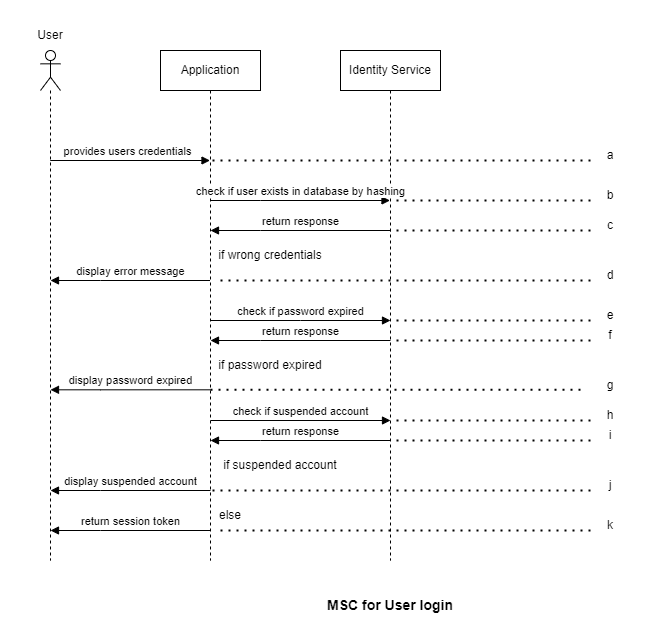 User
Application
Identity Service
provides users credentials
a
check if user exists in database by hashing
b
return response
c
if wrong credentials
display error message
d
check if password expired
e
return response
f
if password expired
display password expired
g
check if suspended account
h
return response
i
if suspended account
display suspended account
j
else
return session token
k
MSC for User login